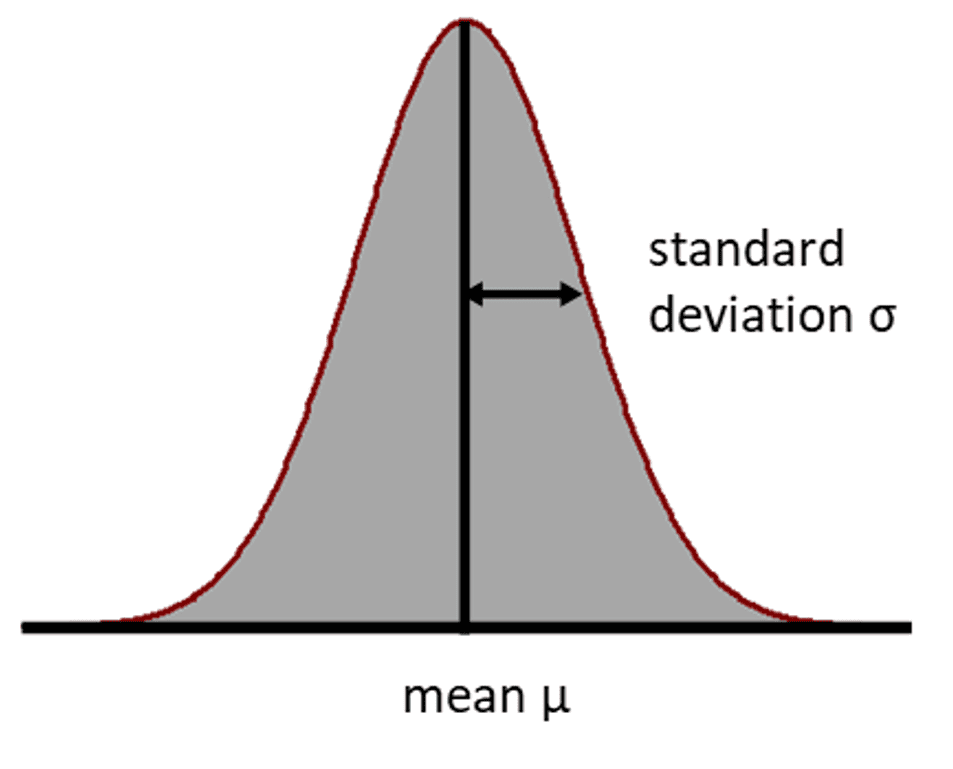 standard
deviation σ
mean μ